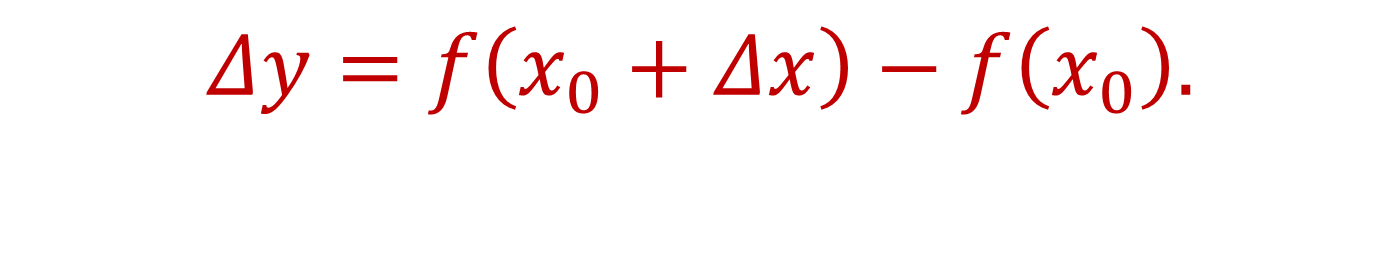 Δy = f(x₀ + Δx) − f(x₀).